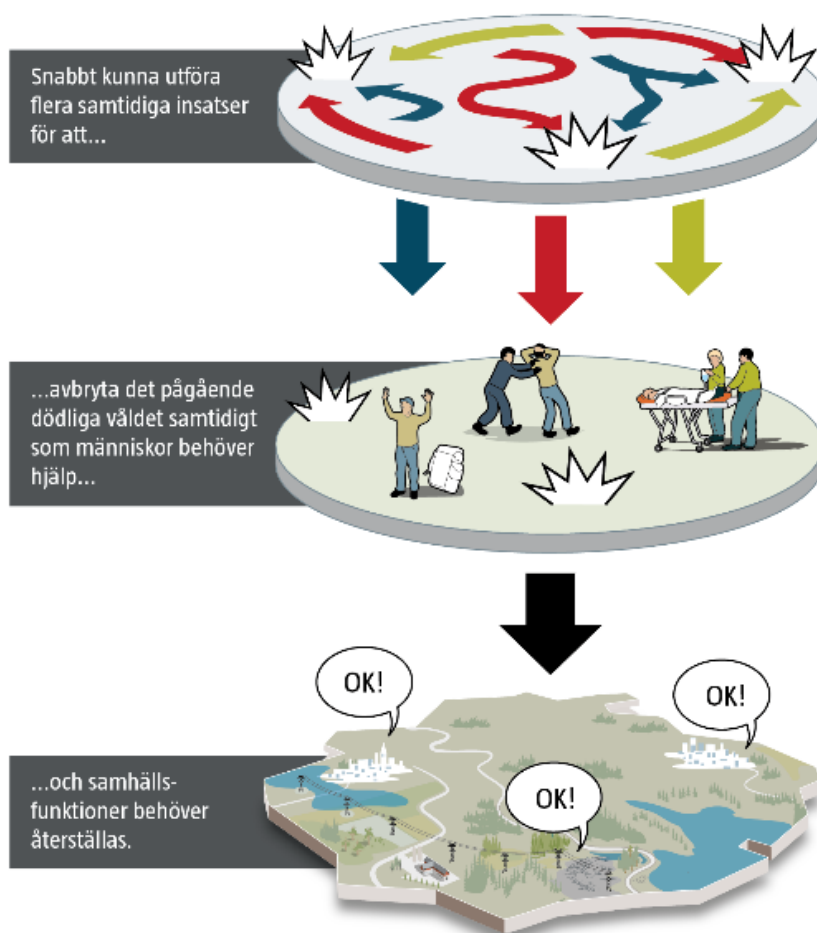 Snabbt kunna utföra
flera samtidiga insatser
för att...
...avbryta det pågående
dödliga våldet samtidigt
som människor behöver
hjälp...
OK!
OK!
OK!
...och samhälls-
funktioner behöver
återställas.